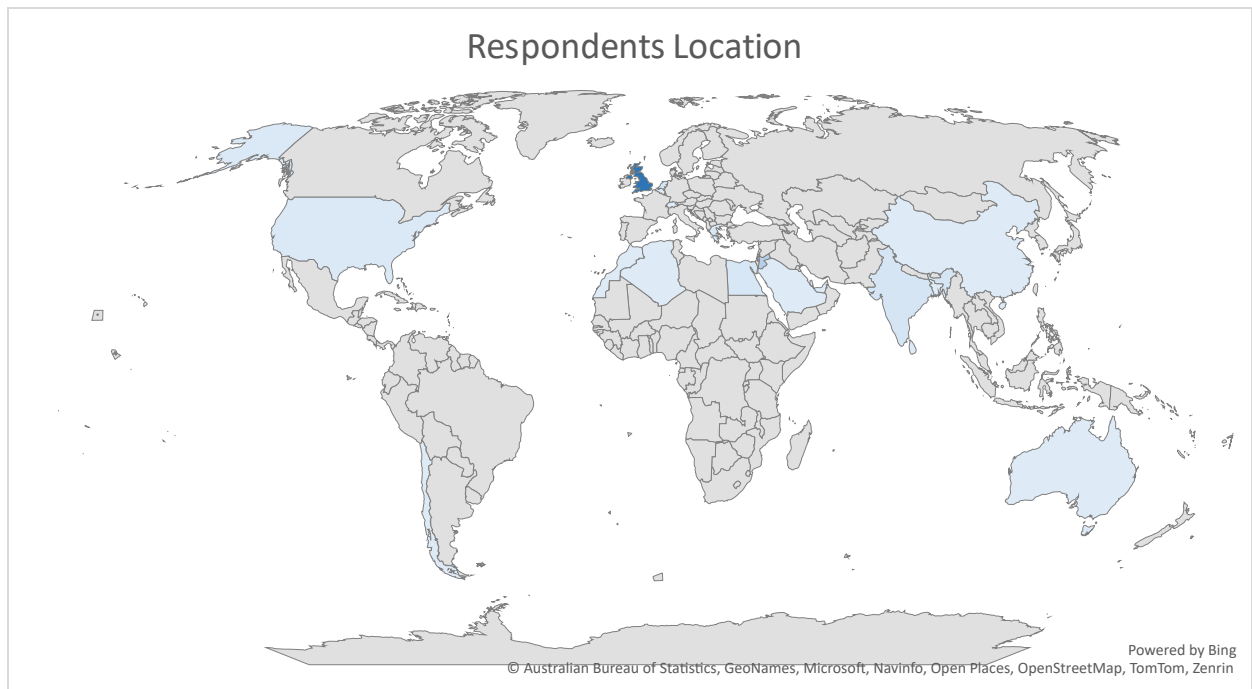 Respondents Location
Powered by Bing
© Australian Bureau of Statistics, GeoNames, Microsoft, Navinfo, Open Places, OpenStreetMap, TomTom, Zenrin